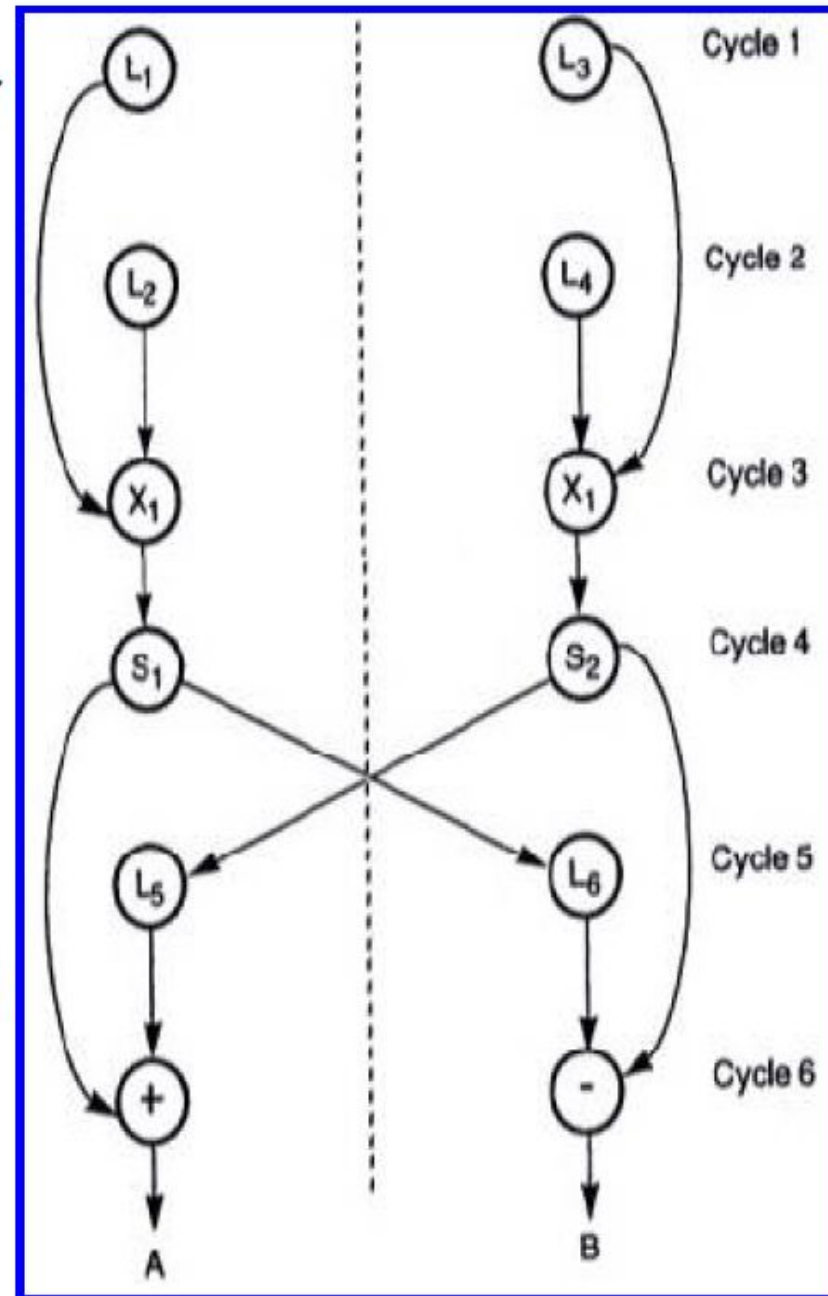 L₁ L₃ Cycle 1
L₂ L₄ Cycle 2
X₁ X₁ Cycle 3
S₁ S₂ Cycle 4
L₅ L₆ Cycle 5
+ - Cycle 6
A B